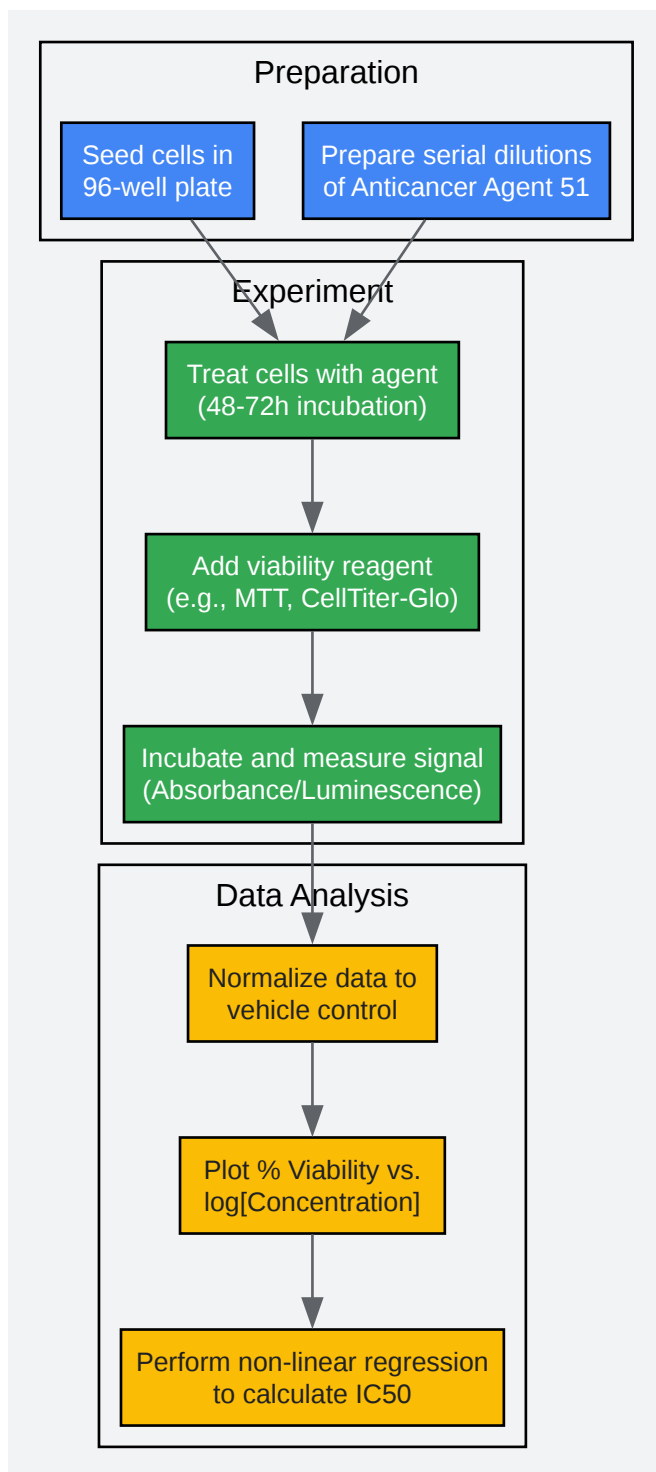 Preparation
Seed cells in
96-well plate
Prepare serial dilutions
of Anticancer Agent 51
Experiment
Treat cells with agent
(48-72h incubation)
Add viability reagent
(e.g., MTT, CellTiter-Glo)
Incubate and measure signal
(Absorbance/Luminescence)
Data Analysis
Normalize data to
vehicle control
Plot % Viability vs.
log[Concentration]
Perform non-linear regression
to calculate IC50